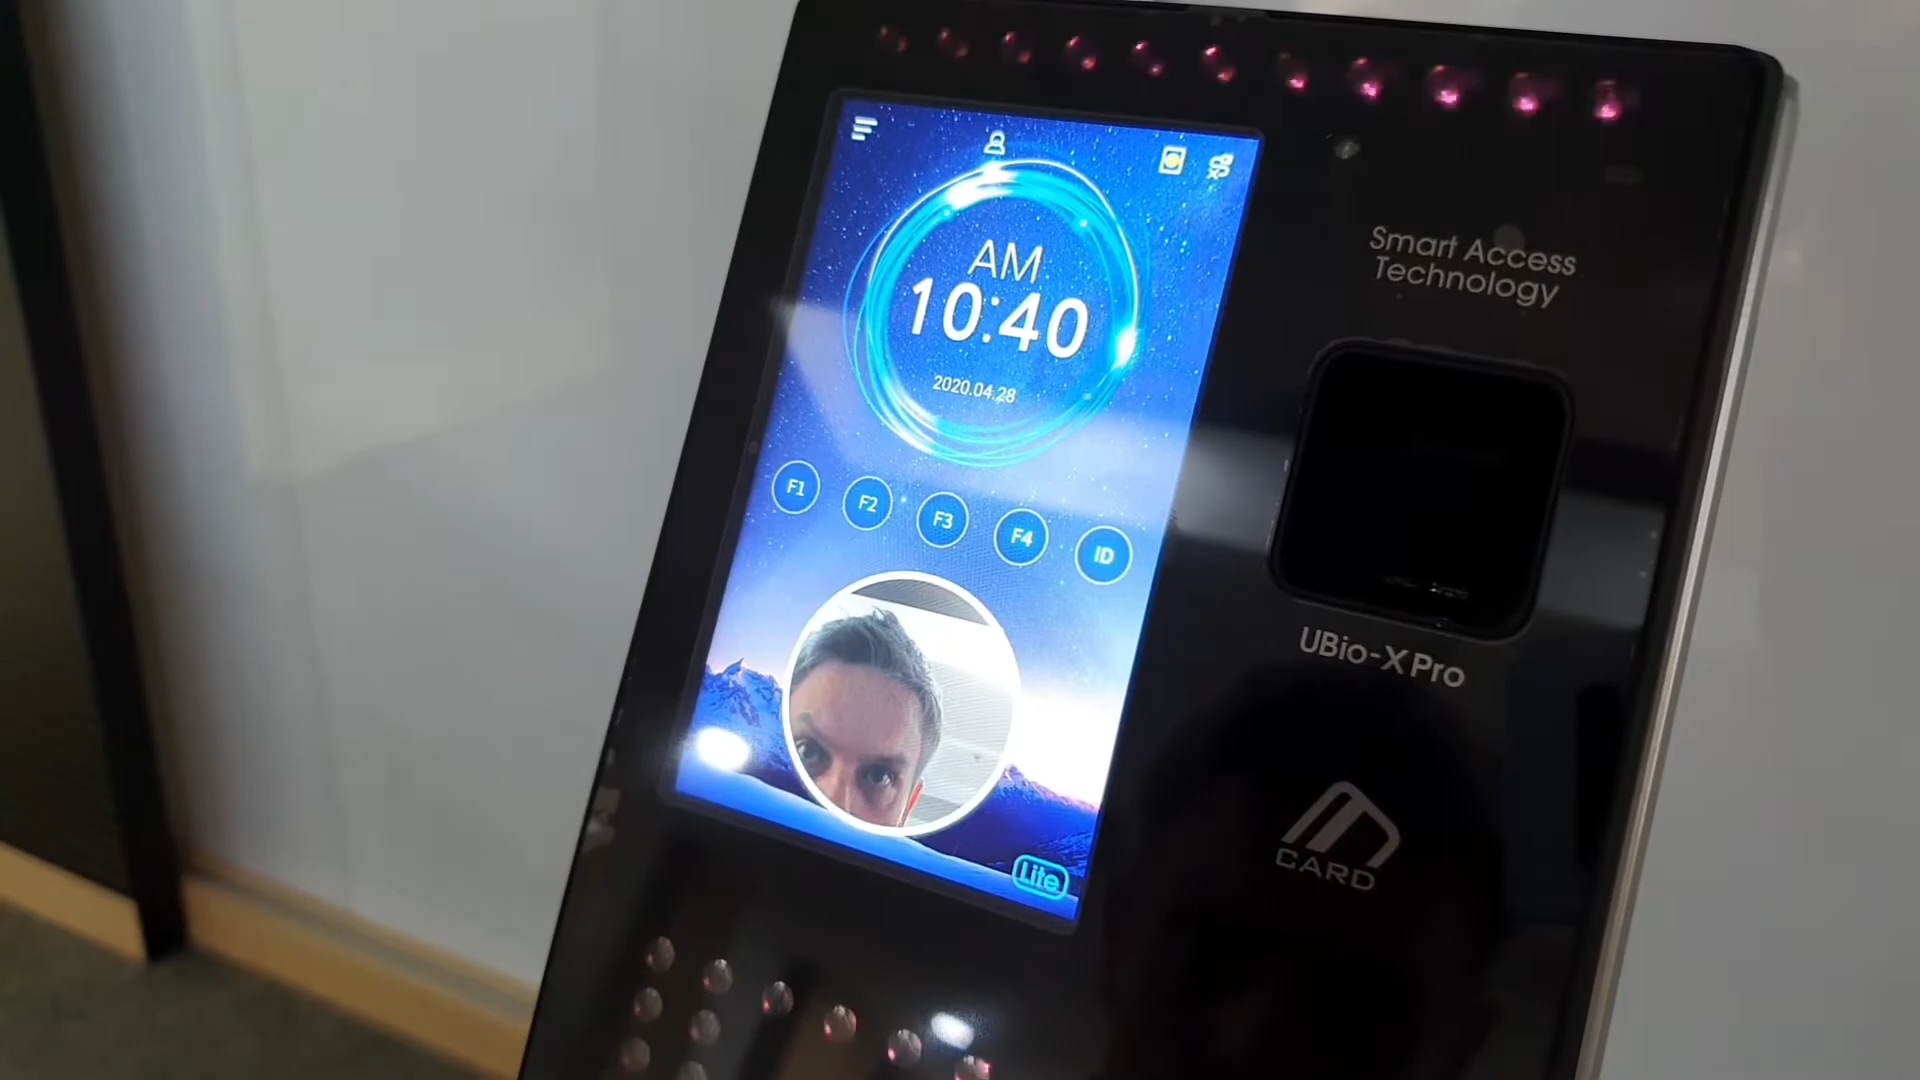 AM
10:40
2020.04.28
F1 F2 F3 F4 ID
Lite
Smart Access
Technology
UBio-X Pro
CARD